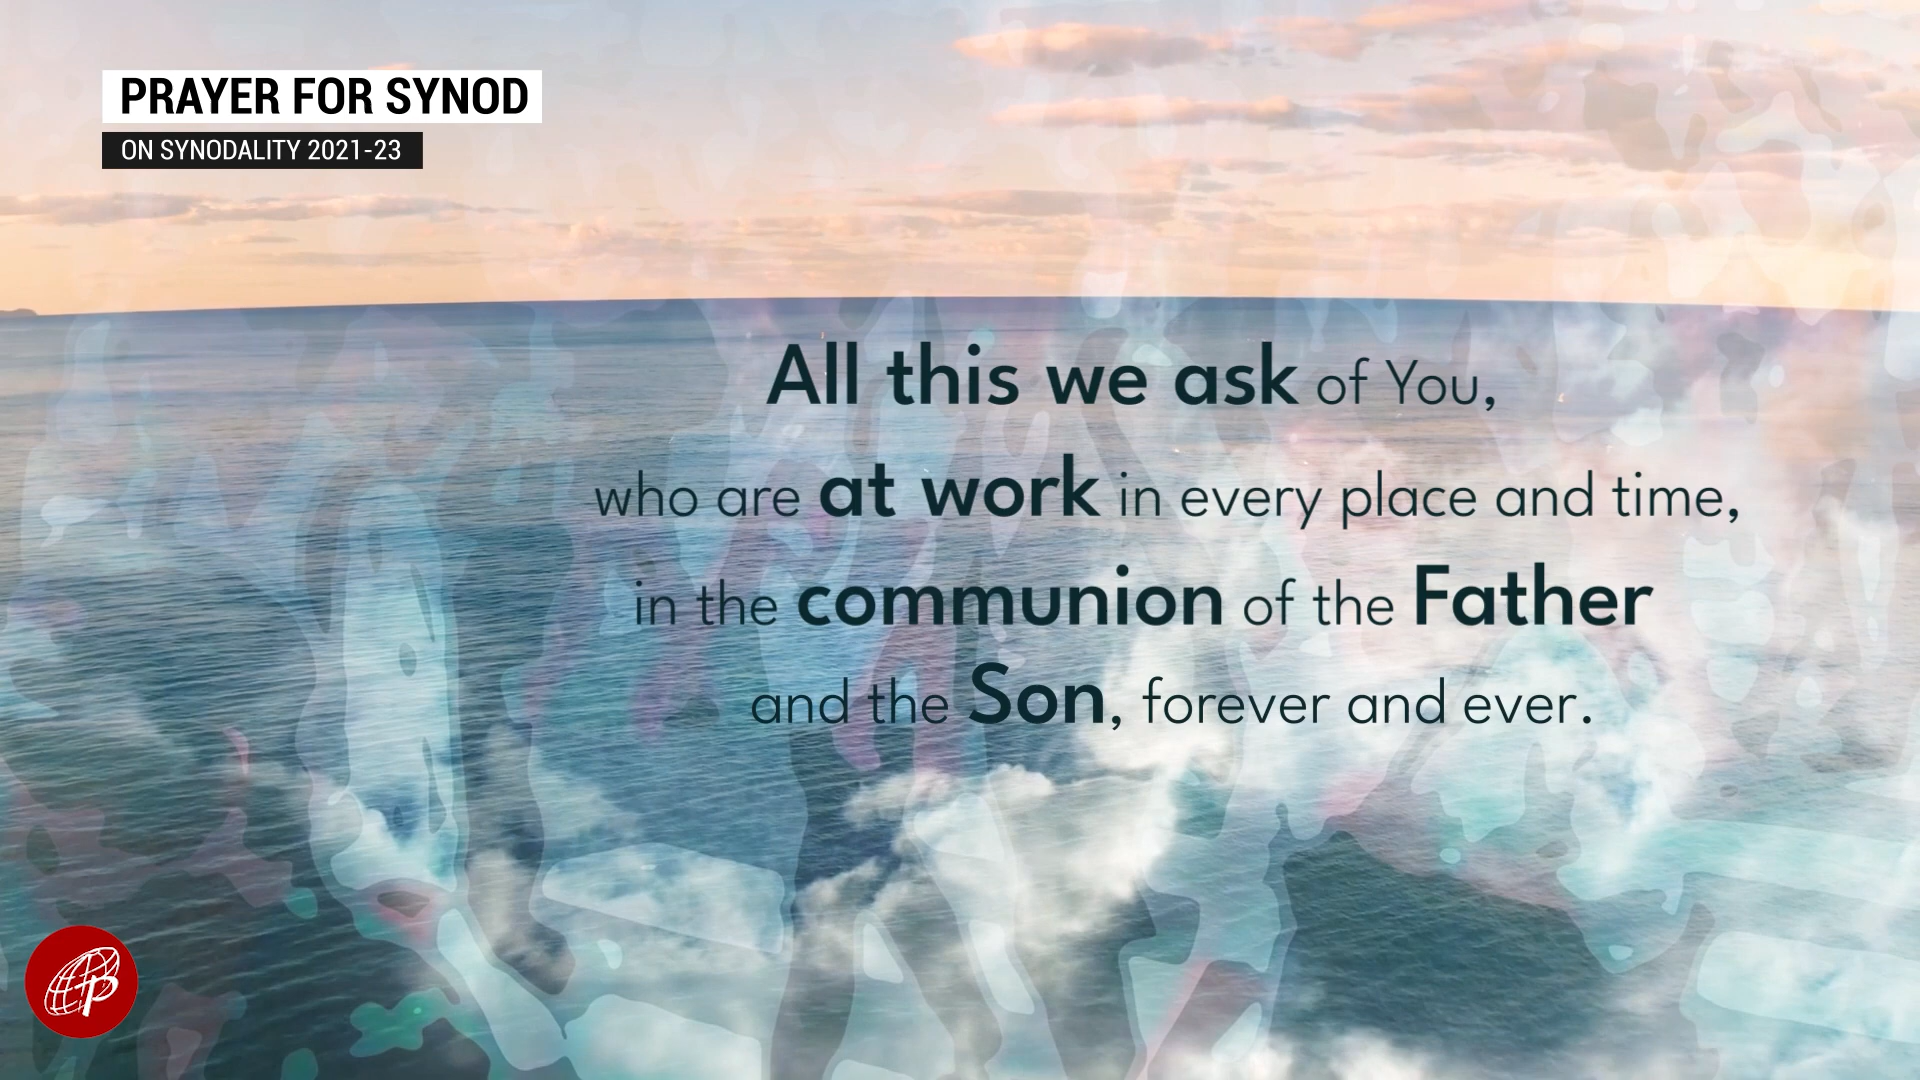 PRAYER FOR SYNOD
ON SYNODALITY 2021-23
All this we ask of You,
who are at work in every place and time,
in the communion of the Father
and the Son, forever and ever.